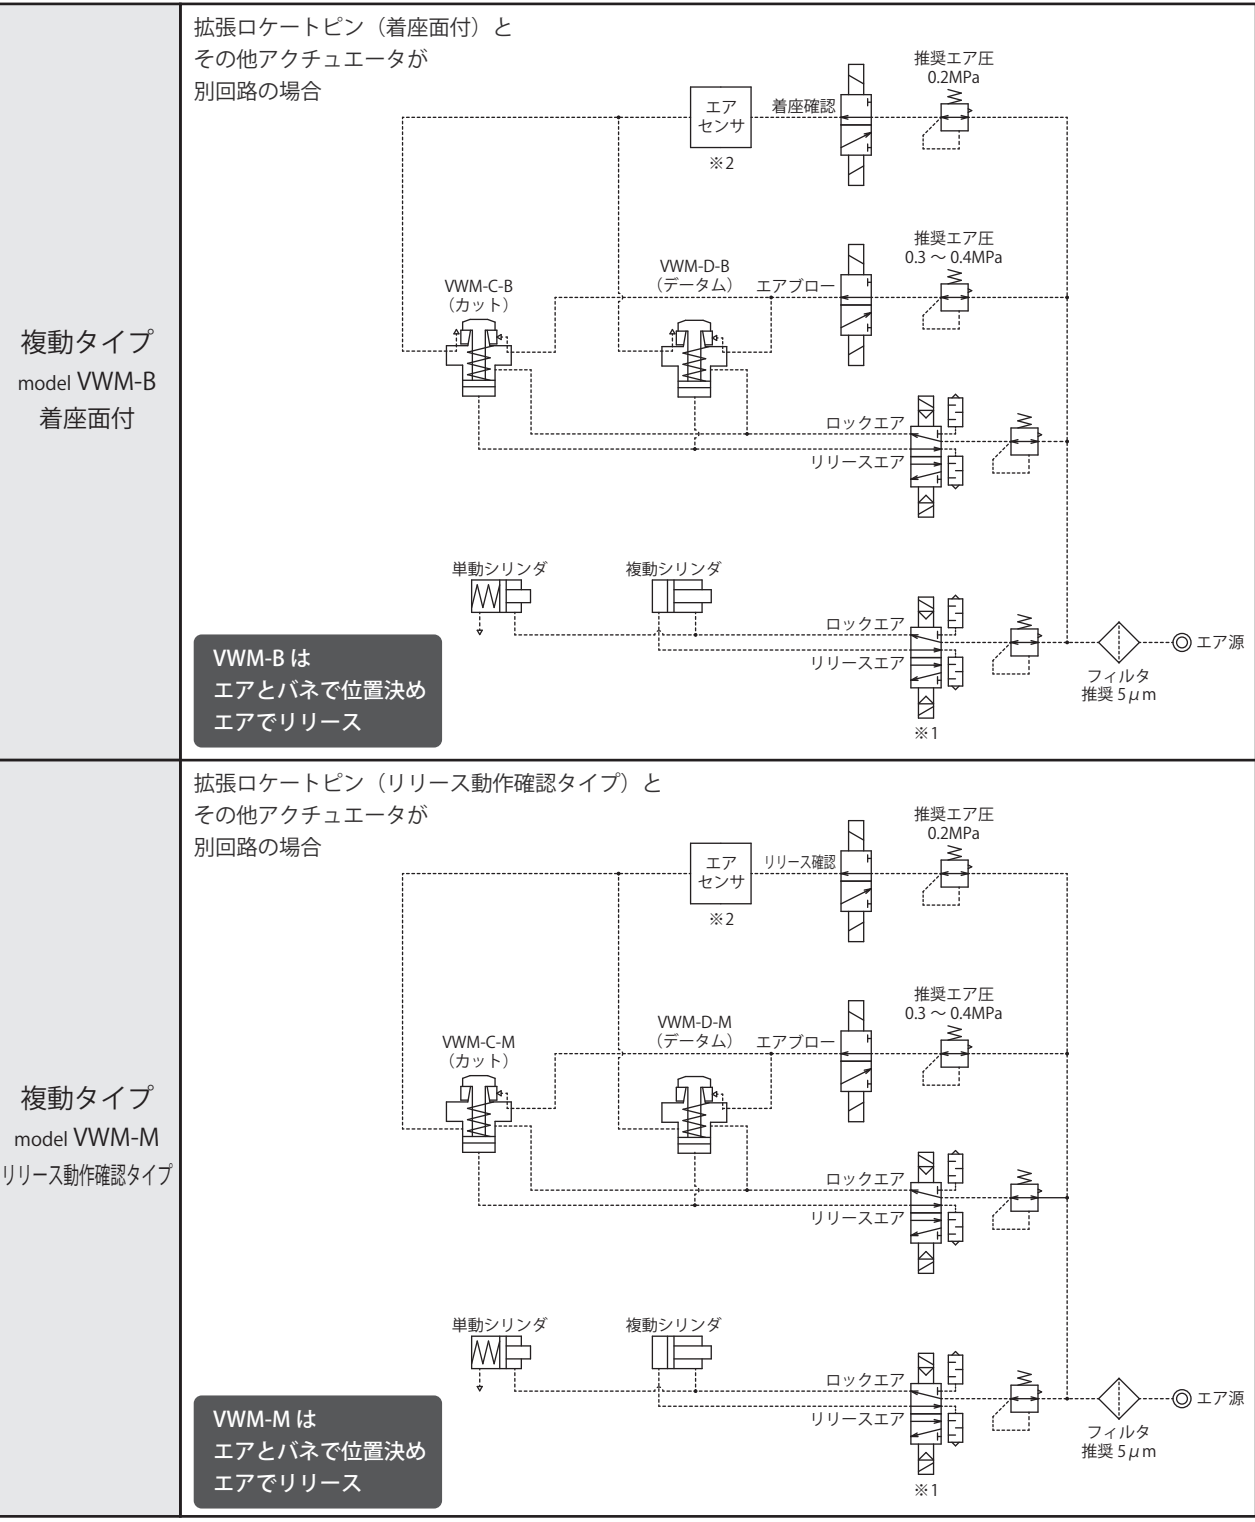 複動タイプ
model VWM-B
着座面付
拡張ロケートピン（着座面付）と
その他アクチュエータが
別回路の場合
推奨エア圧
0.2MPa
エア
センサ
※2
着座確認
推奨エア圧
0.3 ～ 0.4MPa
VWM-C-B
（カット）
VWM-D-B
（データム）
エアブロー
ロックエア
リリースエア
単動シリンダ
複動シリンダ
ロックエア
リリースエア
※1
エア源
フィルタ
推奨 5μm
VWM-B は
エアとバネで位置決め
エアでリリース
複動タイプ
model VWM-M
リリース動作確認タイプ
拡張ロケートピン（リリース動作確認タイプ）と
その他アクチュエータが
別回路の場合
推奨エア圧
0.2MPa
エア
センサ
※2
リリース確認
推奨エア圧
0.3 ～ 0.4MPa
VWM-C-M
（カット）
VWM-D-M
（データム）
エアブロー
ロックエア
リリースエア
単動シリンダ
複動シリンダ
ロックエア
リリースエア
※1
エア源
フィルタ
推奨 5μm
VWM-M は
エアとバネで位置決め
エアでリリース